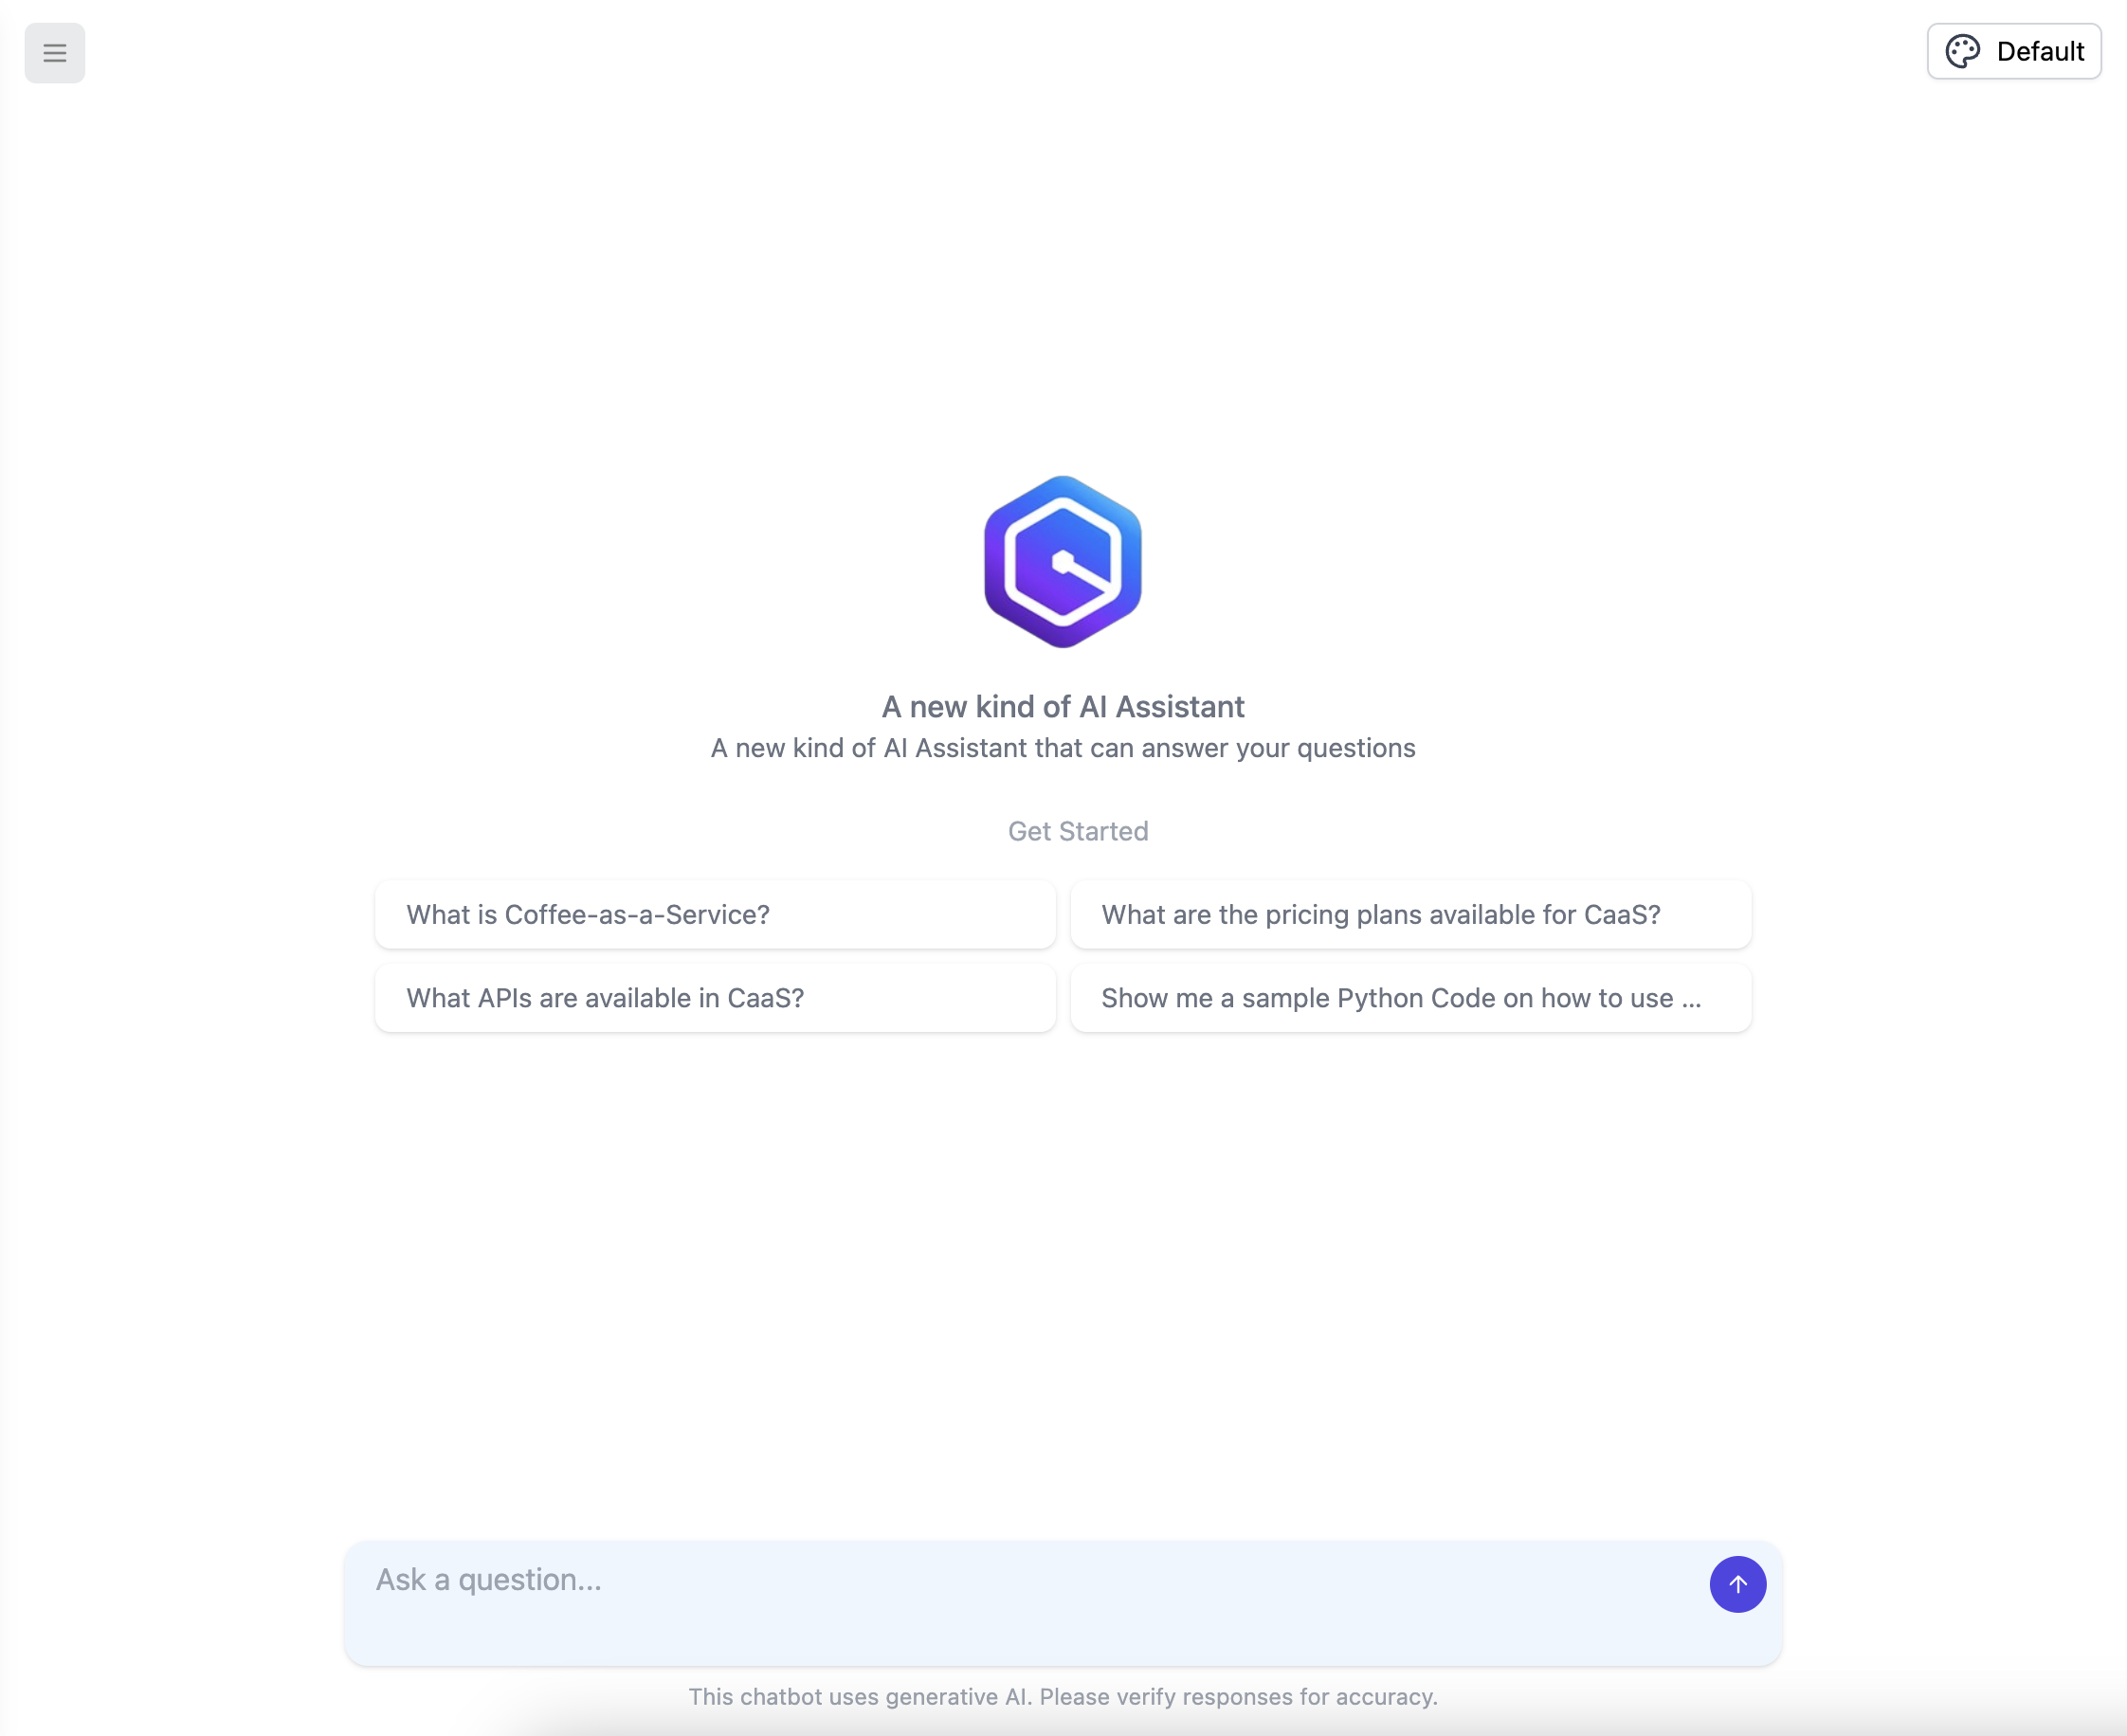 Default
A new kind of AI Assistant
A new kind of AI Assistant that can answer your questions
Get Started
What is Coffee-as-a-Service?
What are the pricing plans available for CaaS?
What APIs are available in CaaS?
Show me a sample Python Code on how to use ...
Ask a question...
This chatbot uses generative AI. Please verify responses for accuracy.